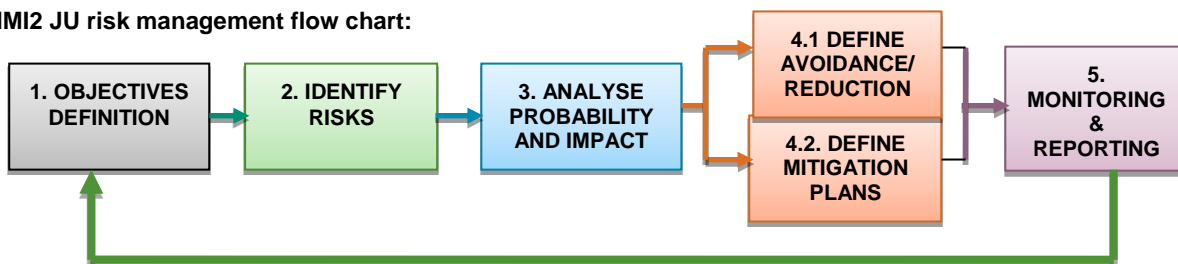 IMI2 JU risk management flow chart:
1. OBJECTIVES
DEFINITION
2. IDENTIFY
RISKS
3. ANALYSE
PROBABILITY
AND IMPACT
4.1 DEFINE
AVOIDANCE/
REDUCTION
4.2. DEFINE
MITIGATION
PLANS
5.
MONITORING
&
REPORTING